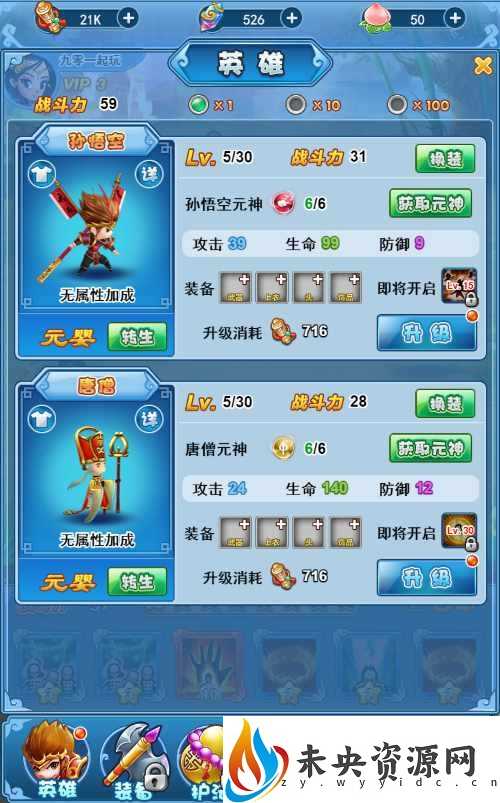 21K
526
50
九零一起玩
VIP 3
英雄
战斗力 59
×1
×10
×100
孙悟空
详
无属性加成
元婴
转生
Lv. 5/30
战斗力 31
换装
孙悟空元神
6/6
获取元神
攻击 39
生命 99
防御 9
装备
武器
上衣
头
饰品
即将开启
Lv. 15
升级消耗
716
升级
唐僧
详
无属性加成
元婴
转生
Lv. 5/30
战斗力 28
换装
唐僧元神
6/6
获取元神
攻击 24
生命 140
防御 12
装备
武器
上衣
头
饰品
即将开启
Lv. 30
升级消耗
716
升级
英雄
装备
未央资源网
zy.wyyidc.cn